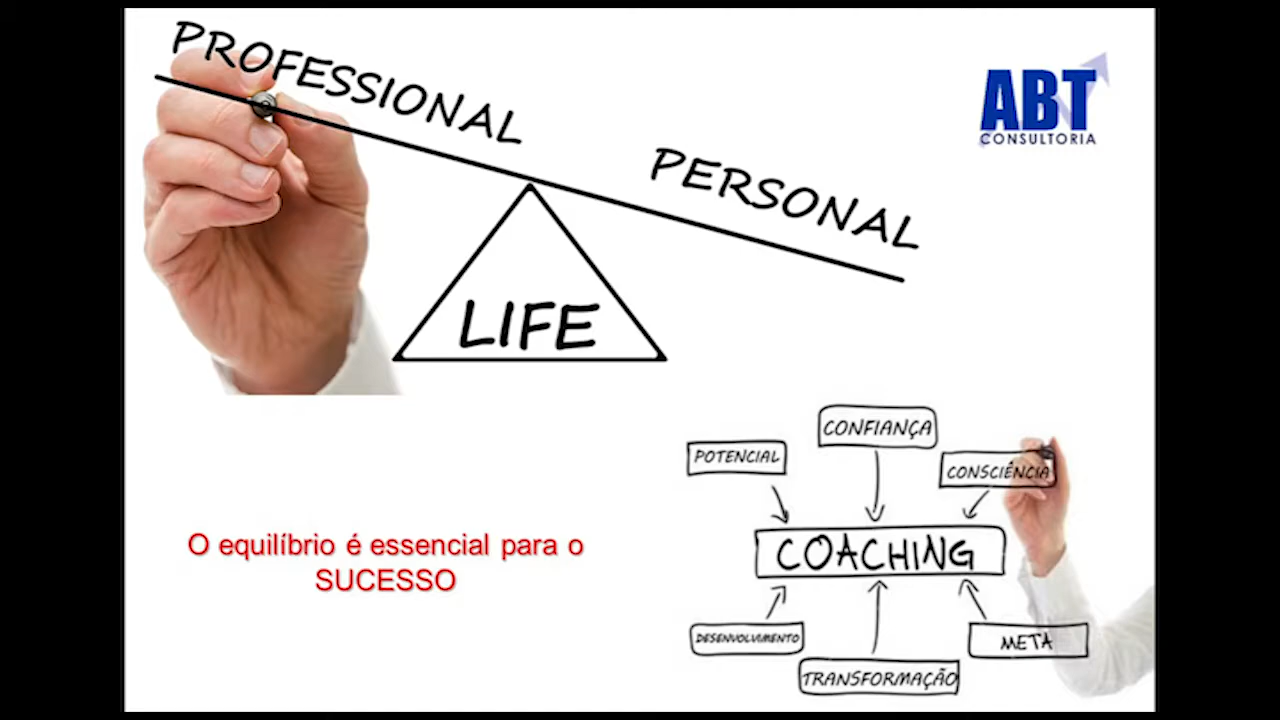 PROFESSIONAL
PERSONAL
LIFE
ABT
CONSULTORIA
O equilíbrio é essencial para o
SUCESSO
CONFIANÇA
POTENCIAL
CONSCIÊNCIA
COACHING
DESENVOLVIMENTO
META
TRANSFORMAÇÃO